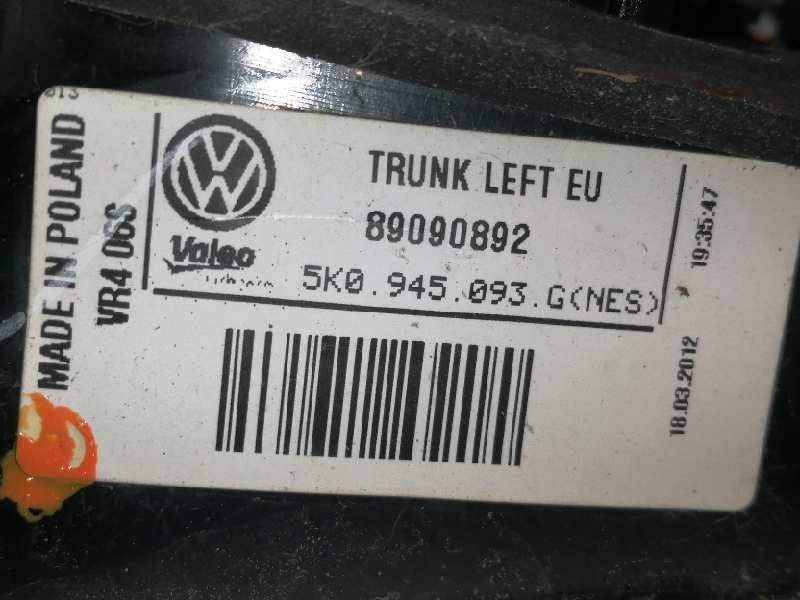 013
MADE IN POLAND
VR4 06S
Valeo
TRUNK LEFT EU
89090892
5K0.945.093.G(NES)
18.03.2012
19:35:47